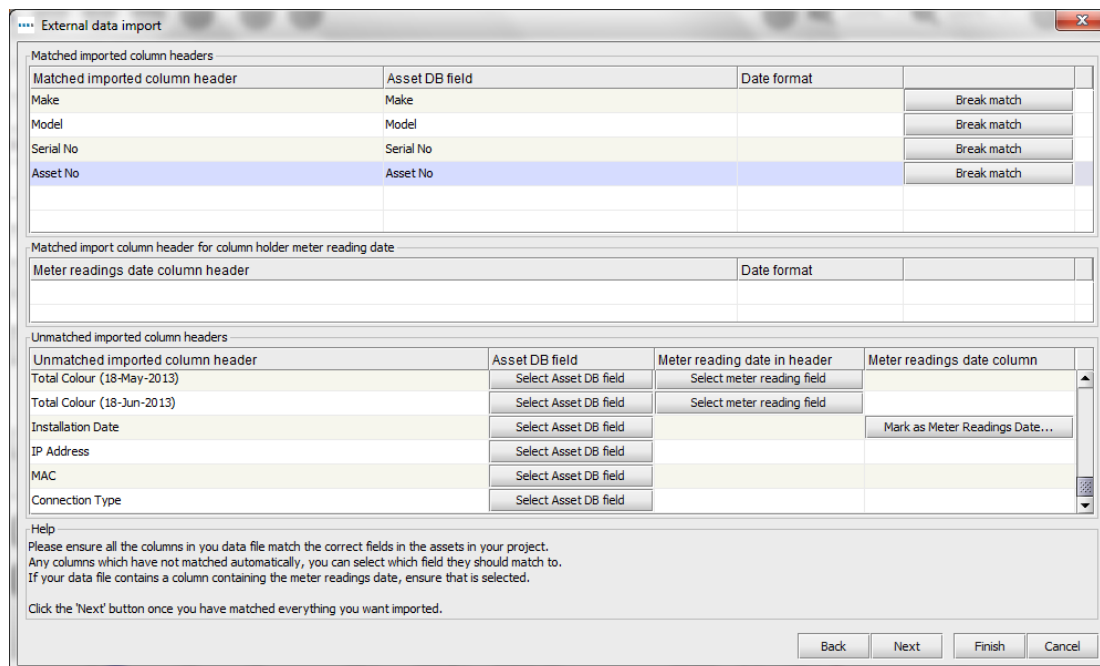 External data import
Matched imported column headers
Matched imported column header Asset DB field Date format
Make Make Break match
Model Model Break match
Serial No Serial No Break match
Asset No Asset No Break match
Matched import column header for column holder meter reading date
Meter readings date column header Date format
Unmatched imported column headers
Unmatched imported column header Asset DB field Meter reading date in header Meter readings date column
Total Colour (18-May-2013) Select Asset DB field Select meter reading field
Total Colour (18-Jun-2013) Select Asset DB field Select meter reading field
Installation Date Select Asset DB field Mark as Meter Readings Date...
IP Address Select Asset DB field
MAC Select Asset DB field
Connection Type Select Asset DB field
Help
Please ensure all the columns in you data file match the correct fields in the assets in your project.
Any columns which have not matched automatically, you can select which field they should match to.
If your data file contains a column containing the meter readings date, ensure that is selected.
Click the 'Next' button once you have matched everything you want imported.
Back Next Finish Cancel